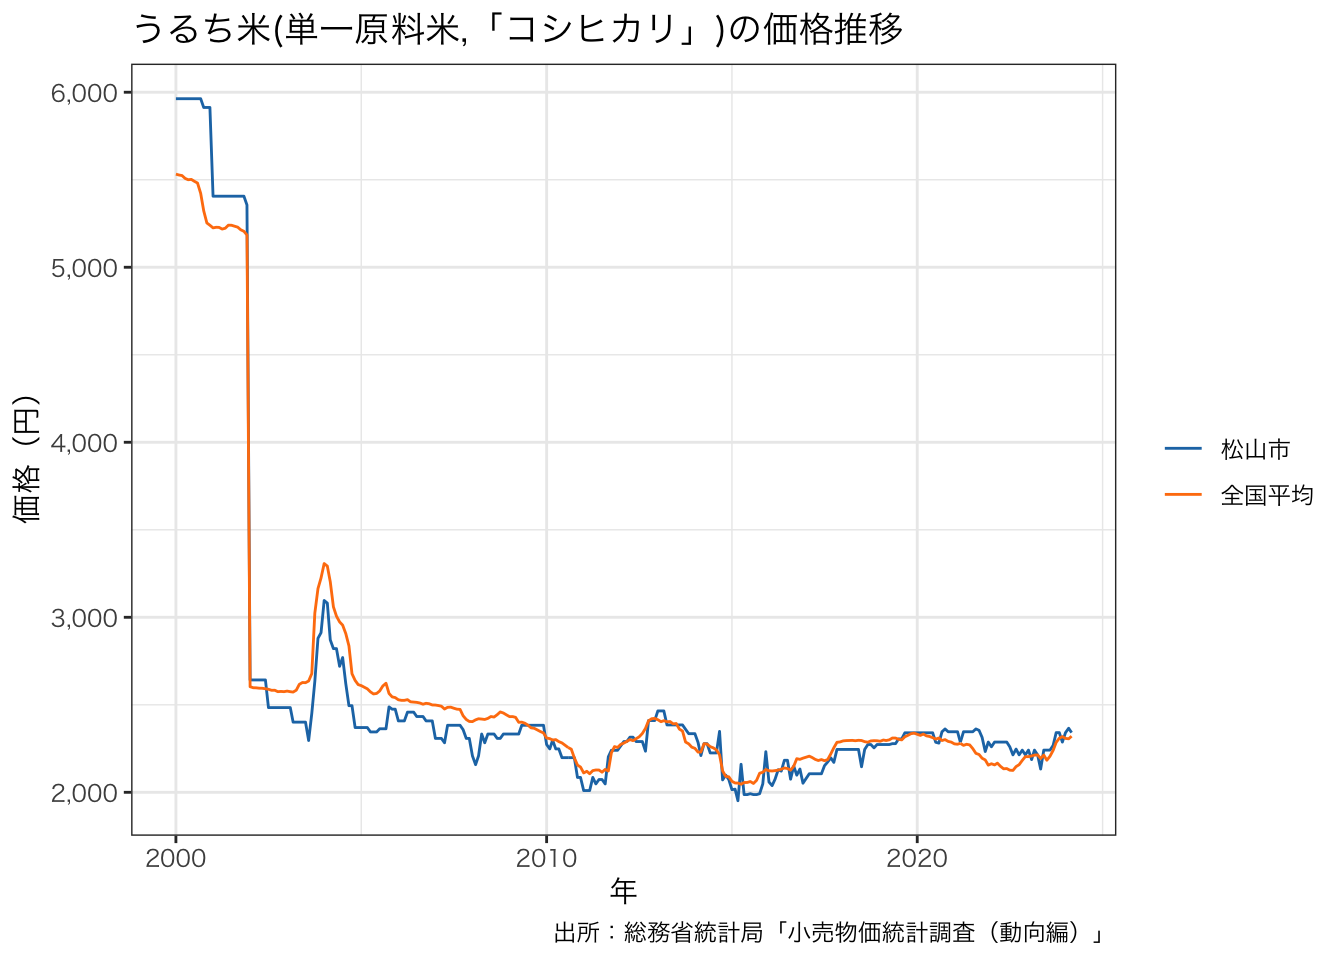 うるち米(単一原料米,「コシヒカリ」)の価格推移
6,000
5,000
4,000
3,000
2,000
価格（円）
2000
2010
2020
年
松山市
全国平均
出所：総務省統計局「小売物価統計調査（動向編）」